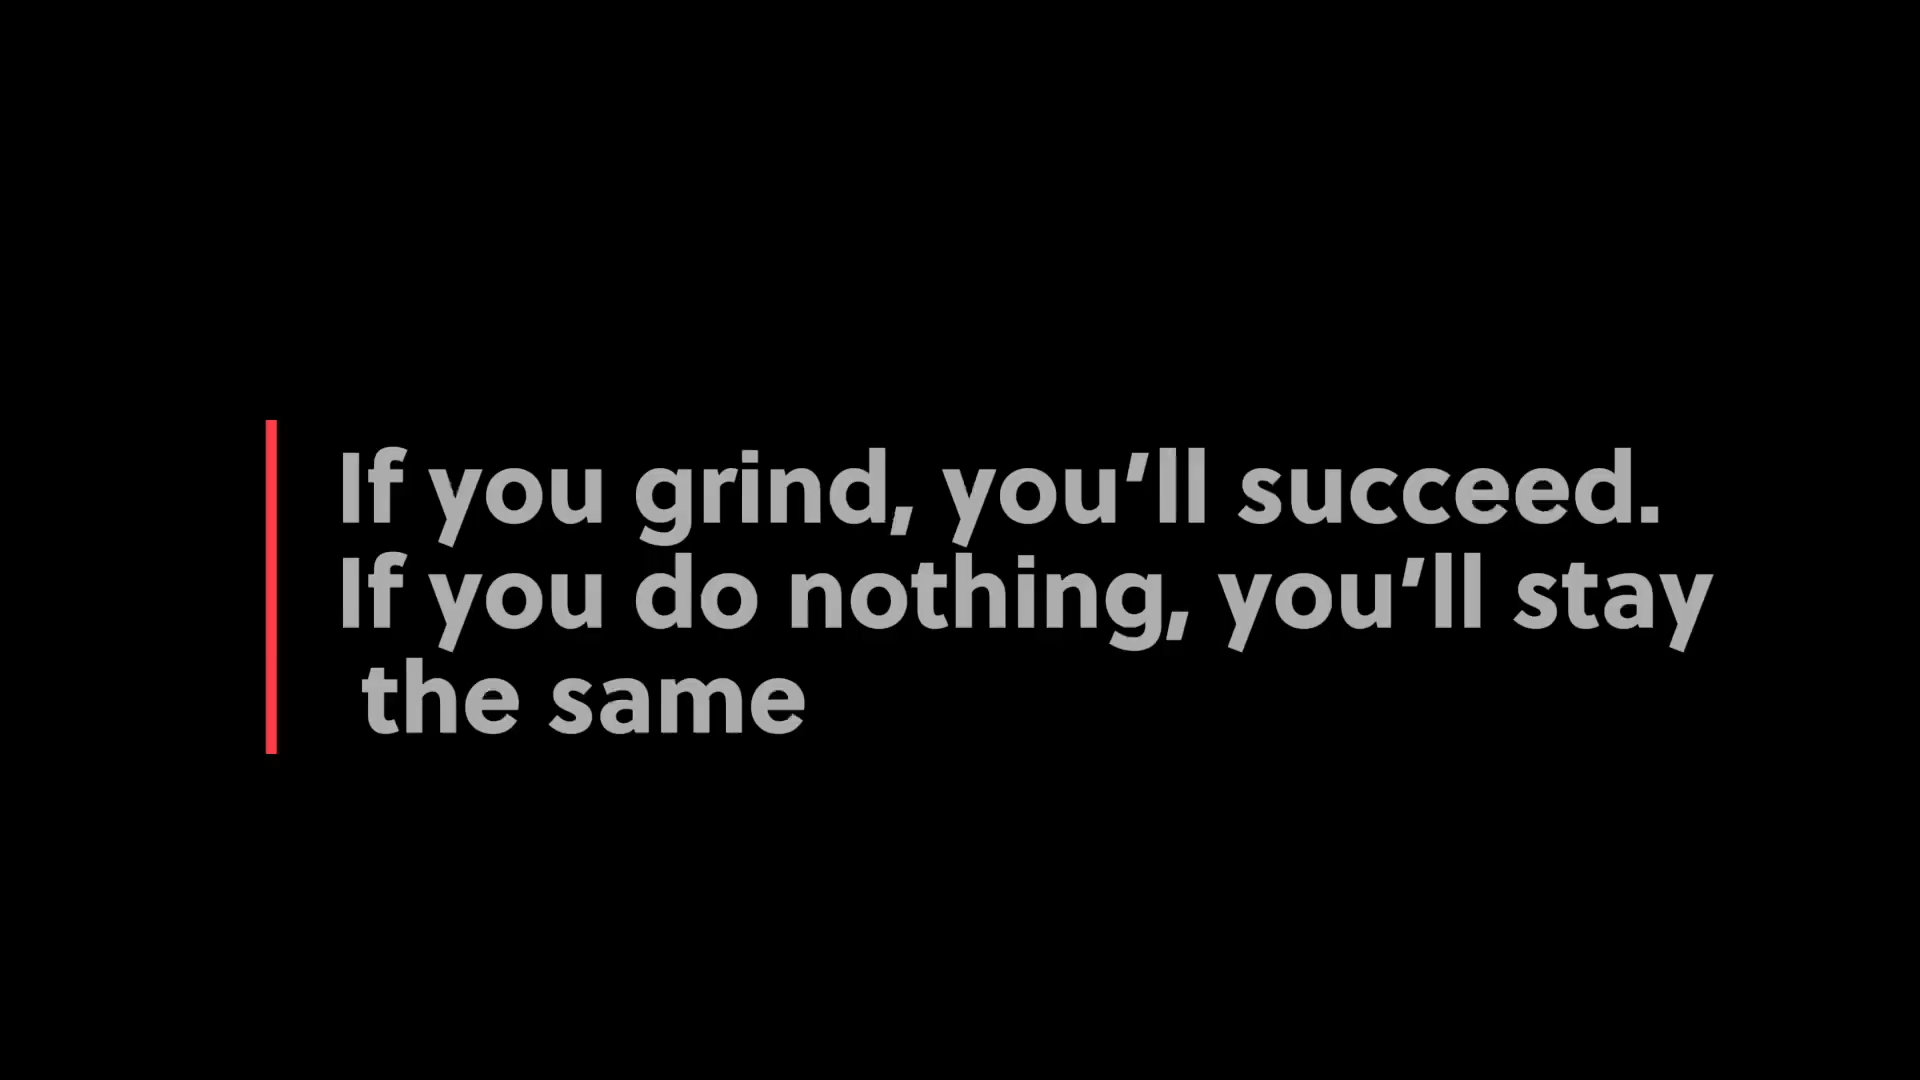 If you grind, you’ll succeed.
If you do nothing, you’ll stay
the same